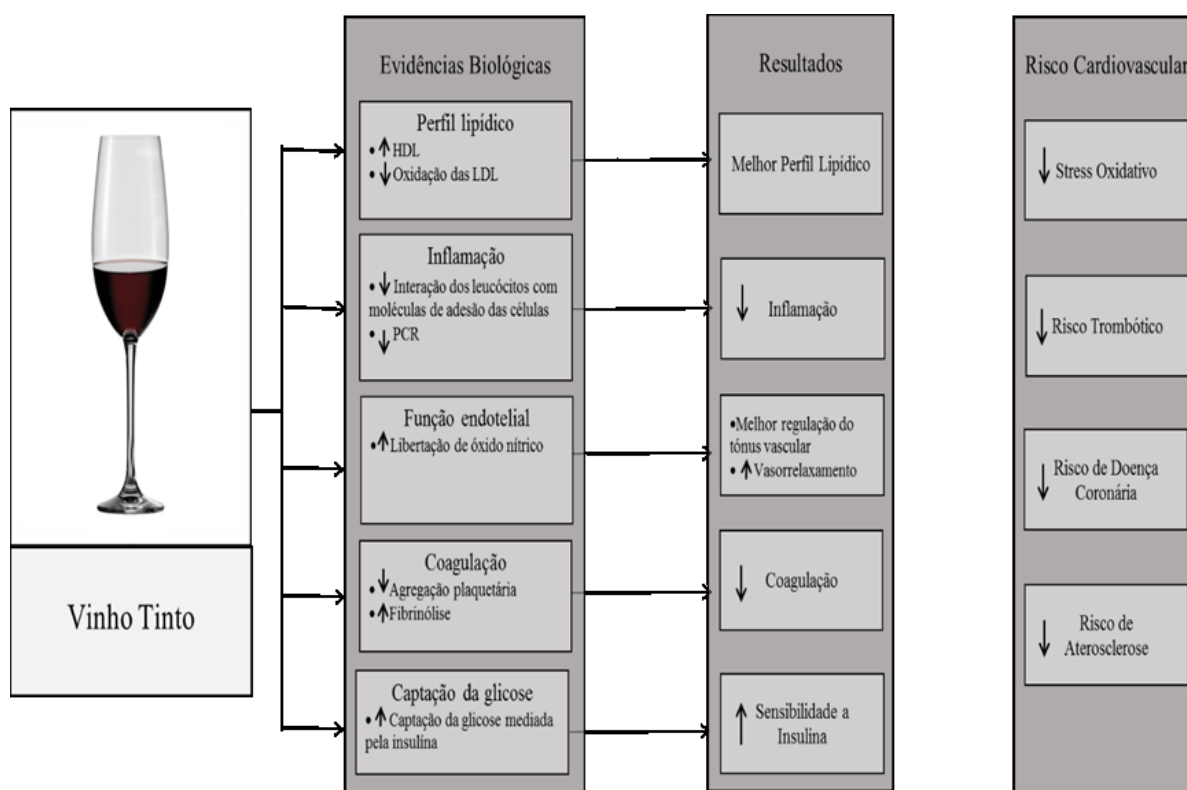 Vinho Tinto
Evidências Biológicas
Perfil lipídico
• ↑ HDL
• ↓ Oxidação das LDL
Inflamação
• ↓ Interação dos leucócitos com
moléculas de adesão das células
• ↓ PCR
Função endotelial
• ↑ Libertação de óxido nítrico
Coagulação
• ↓ Agregação plaquetária
• ↑ Fibrinólise
Captação da glicose
• ↑ Captação da glicose mediada
pela insulína
Resultados
Melhor Perfil Lipídico
↓ Inflamação
•Melhor regulação do
tónus vascular
• ↑ Vasorrelaxamento
↓ Coagulação
↑ Sensibilidade a
Insulina
Risco Cardiovascular
↓ Stress Oxidativo
↓ Risco Trombótico
↓ Risco de Doença
Coronária
↓ Risco de
Aterosclerose